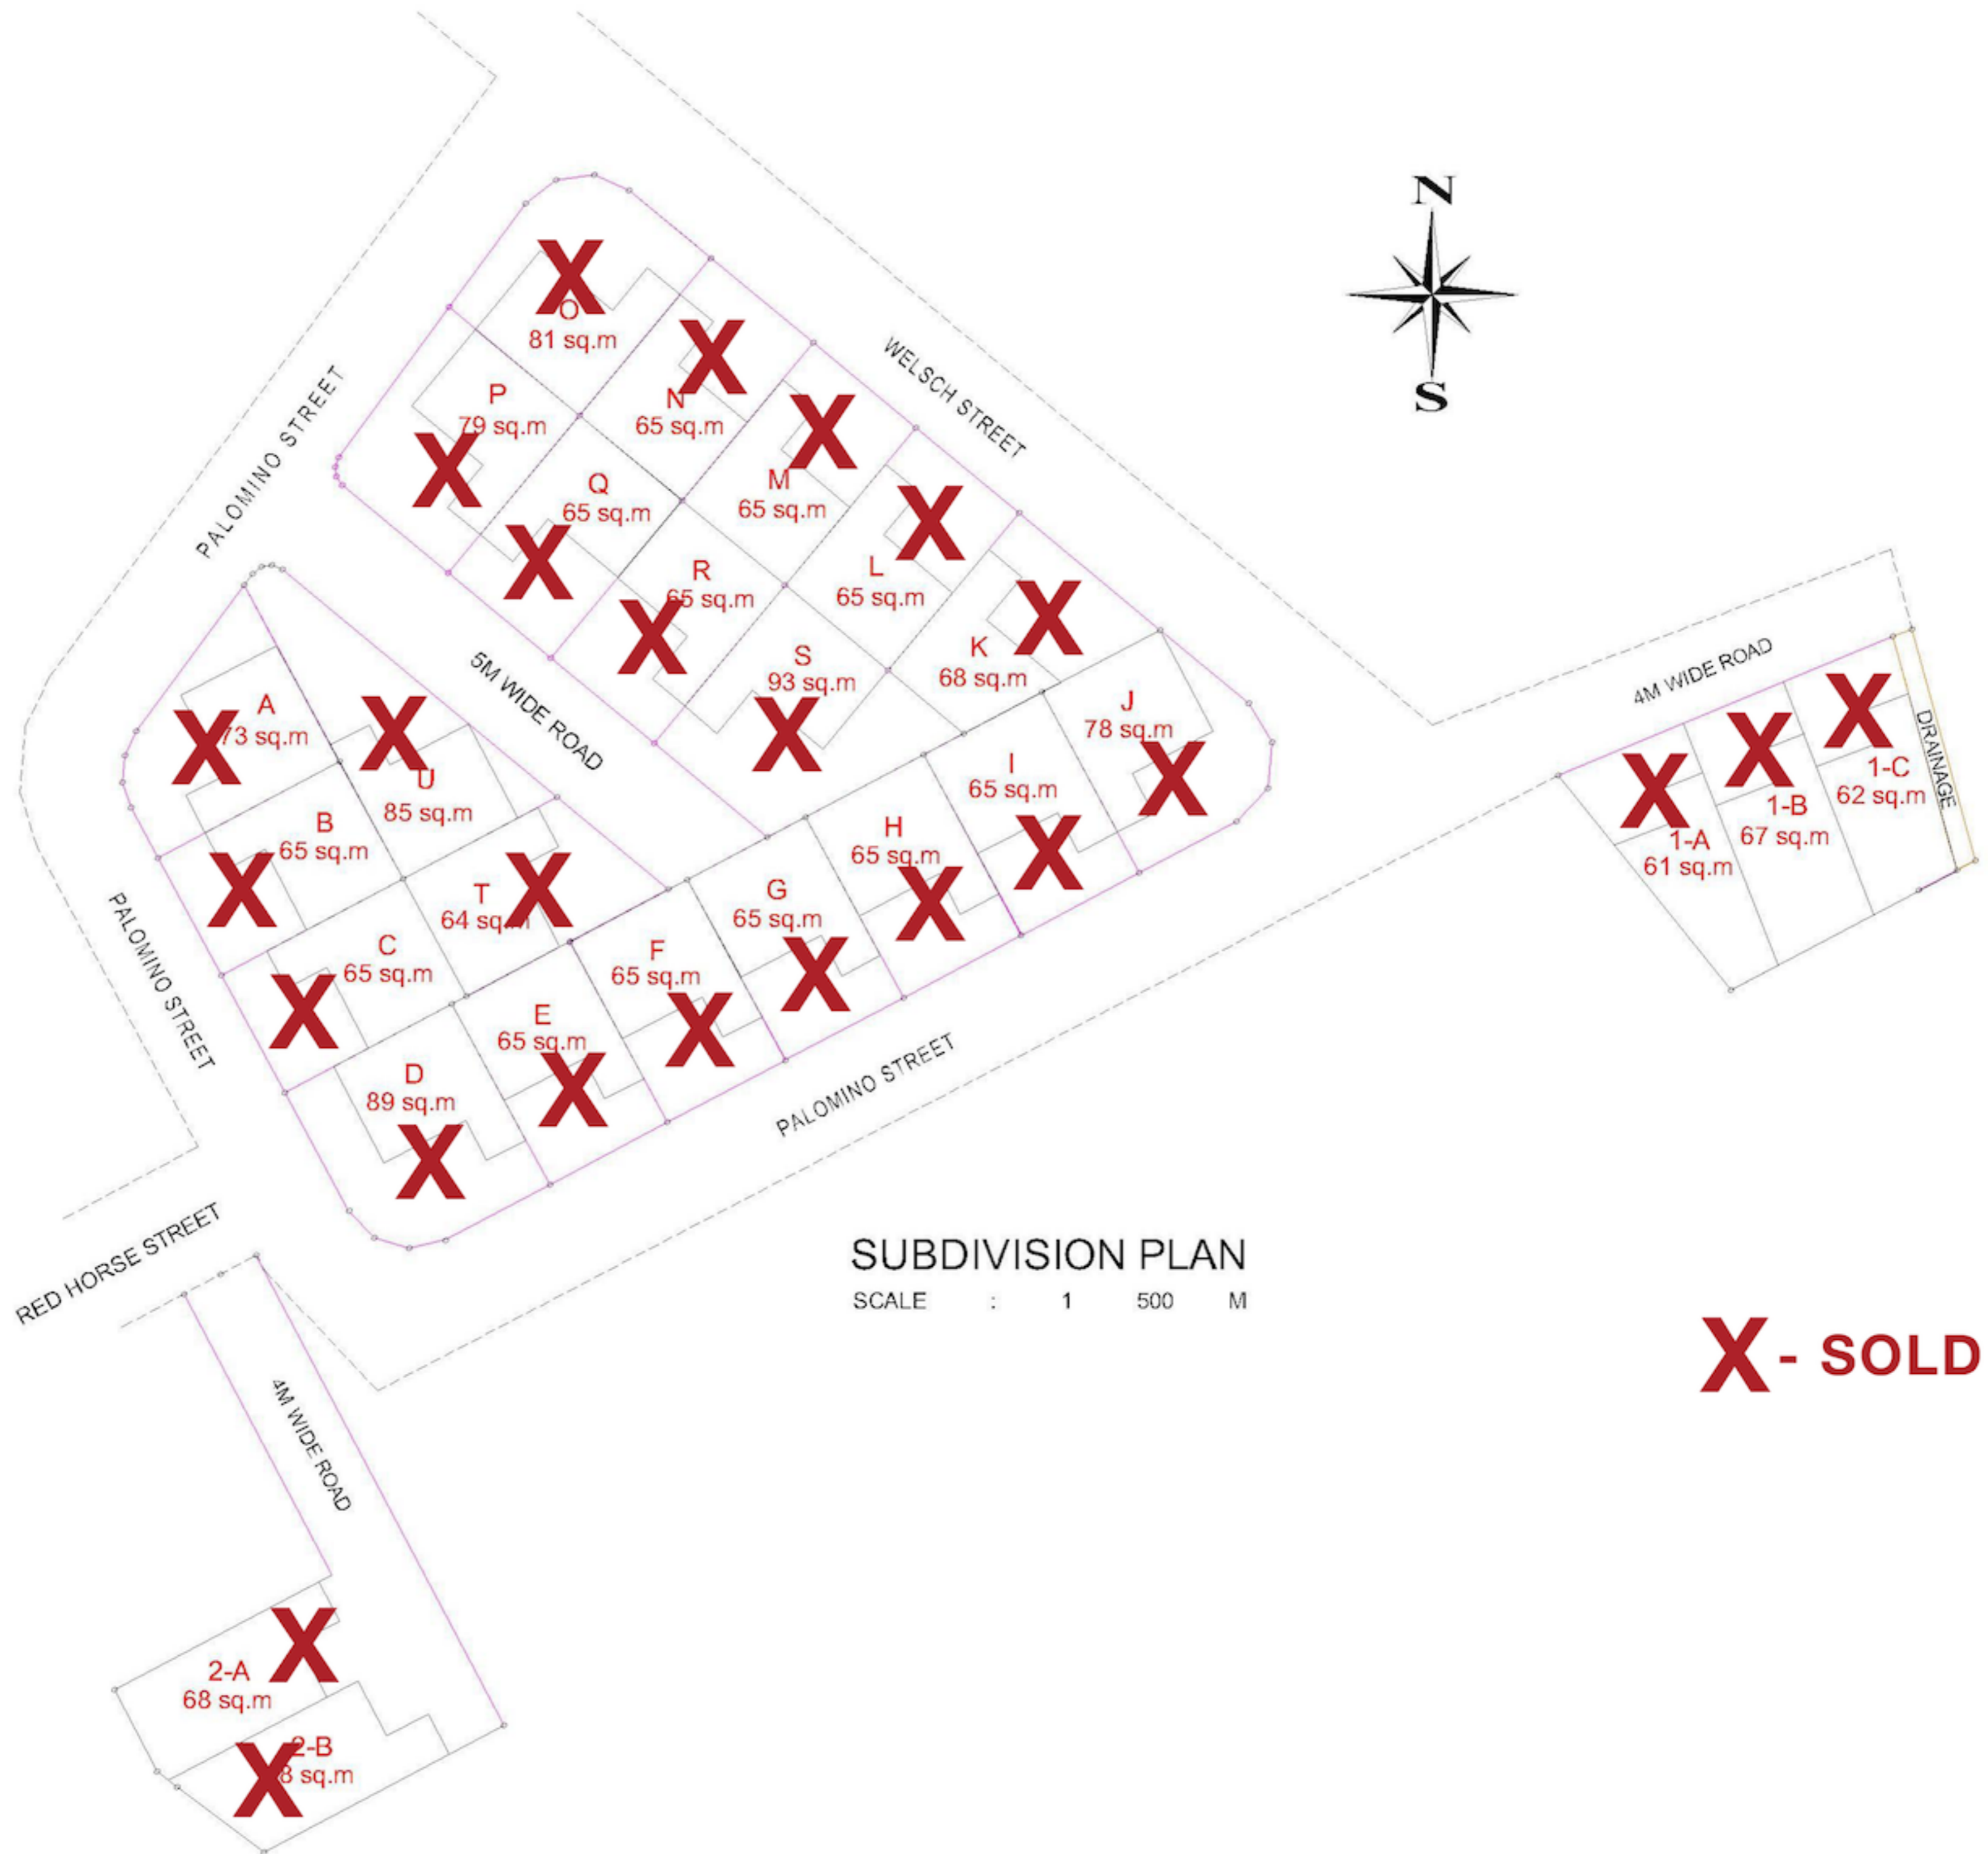 N
S
PALOMINO STREET
WELSCH STREET
O
81 sq.m
P
79 sq.m
N
65 sq.m
Q
65 sq.m
M
65 sq.m
R
65 sq.m
L
65 sq.m
S
93 sq.m
K
68 sq.m
J
78 sq.m
5M WIDE ROAD
A
73 sq.m
U
85 sq.m
B
65 sq.m
T
64 sq.m
C
65 sq.m
I
65 sq.m
H
65 sq.m
G
65 sq.m
F
65 sq.m
E
65 sq.m
D
89 sq.m
PALOMINO STREET
PALOMINO STREET
4M WIDE ROAD
DRAINAGE
1-A
61 sq.m
1-B
67 sq.m
1-C
62 sq.m
RED HORSE STREET
4M WIDE ROAD
2-A
68 sq.m
2-B
sq.m
SUBDIVISION PLAN
SCALE : 1 500 M
X - SOLD